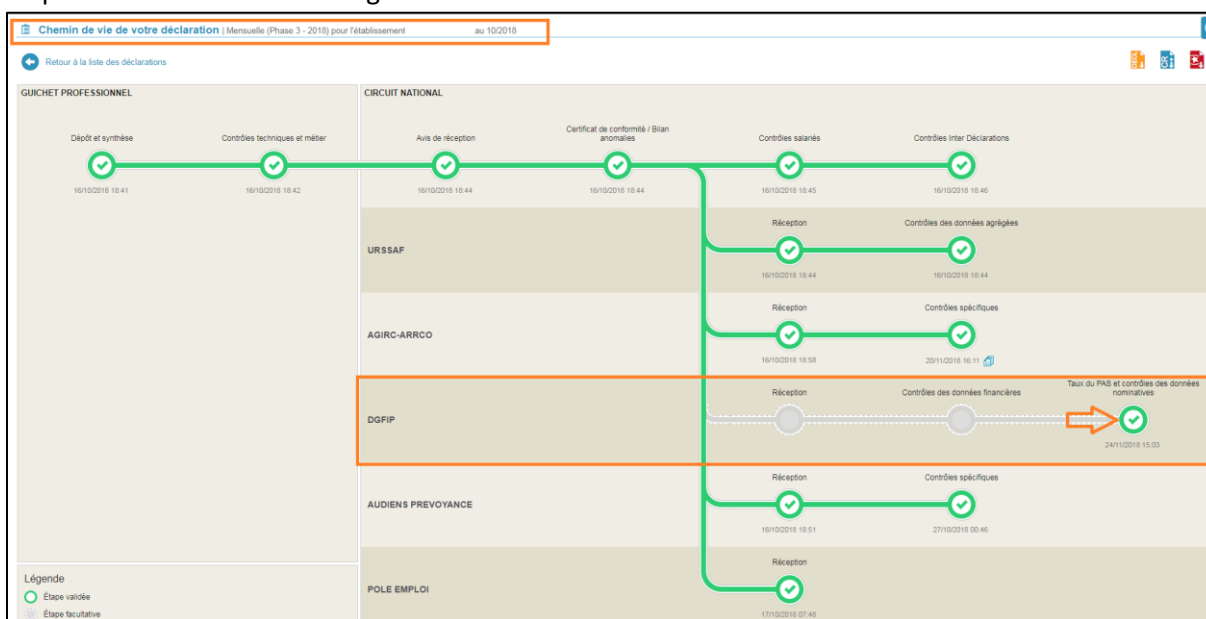 Chemin de vie de votre déclaration | Mensuelle (Phase 3 - 2018) pour l'établissement au 10/2018
Retour à la liste des déclarations
GUICHET PROFESSIONNEL
CIRCUIT NATIONAL
Dépôt et synthèse
Contrôles techniques et métier
Avis de réception
Certificat de conformité / Bilan
anomalies
Contrôles salariés
Contrôles Inter Déclarations
16/10/2018 18:41
16/10/2018 18:42
16/10/2018 18:44
16/10/2018 18:44
16/10/2018 18:45
16/10/2018 18:46
URSSAF
Réception
Contrôles des données agrégées
16/10/2018 18:44
16/10/2018 18:44
AGIRC-ARRCO
Réception
Contrôles spécifiques
16/10/2018 18:58
20/11/2018 16:11
DGFIP
Réception
Contrôles des données financières
Taux du PAS et contrôles des données
nominatives
24/11/2018 15:03
AUDIENS PREVOYANCE
Réception
Contrôles spécifiques
16/10/2018 18:51
27/10/2018 00:46
POLE EMPLOI
Réception
17/10/2018 07:48
Légende
Étape validée
Étape facultative